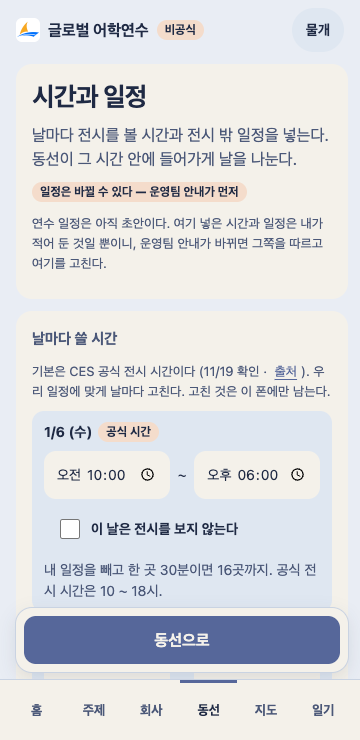 글로벌 어학연수 비공식 물개
시간과 일정
날마다 전시를 볼 시간과 전시 밖 일정을 넣는다.
동선이 그 시간 안에 들어가게 날을 나눈다.
일정은 바뀔 수 있다 — 운영팀 안내가 먼저
연수 일정은 아직 초안이다. 여기 넣은 시간과 일정은 내가
적어 둔 것일 뿐이니, 운영팀 안내가 바뀌면 그쪽을 따르고
여기를 고친다.
날마다 쓸 시간
기본은 CES 공식 전시 시간이다 (11/19 확인 · 출처 ). 우
리 일정에 맞게 날마다 고친다. 고친 것은 이 폰에만 남는다.
1/6 (수) 공식 시간
오전 10:00 ~ 오후 06:00
이 날은 전시를 보지 않는다
내 일정을 빼고 한 곳 30분이면 16곳까지. 공식 전
시 시간은 10 ~ 18시.
동선으로
홈 주제 회사 동선 지도 일기